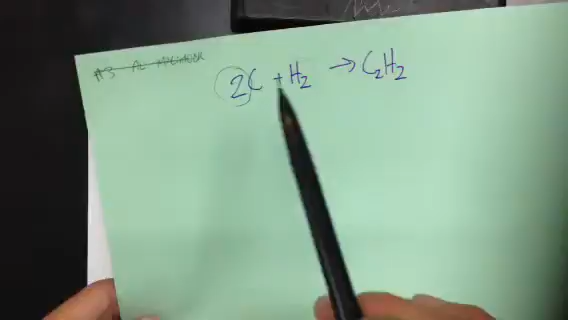 2C + H₂ → C₂H₂